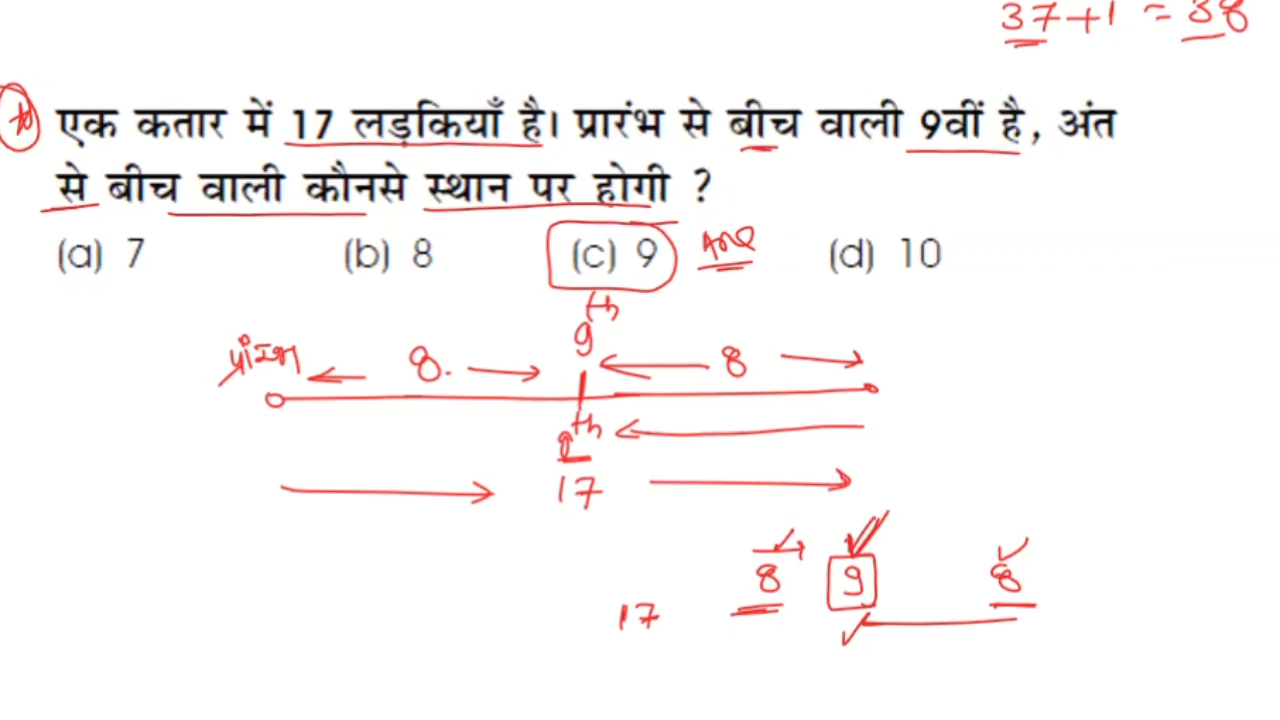 37+1 = 38
एक कतार में 17 लड़कियाँ है। प्रारंभ से बीच वाली 9वीं है, अंत
से बीच वाली कौनसे स्थान पर होगी ?
(a) 7 (b) 8 (c) 9 Ans (d) 10
9th
8 8
9th
17
8 9 8
17